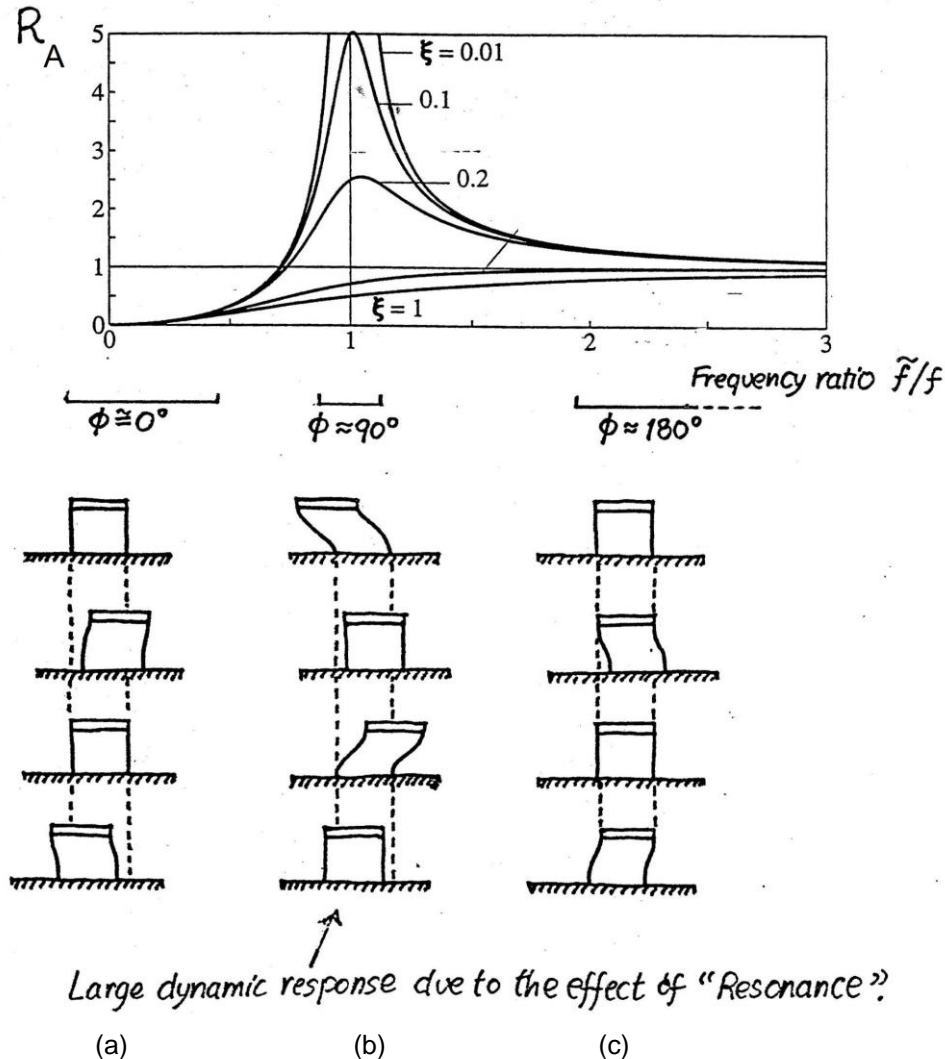 R_A
5
4
3
2
1
0
ξ = 0.01
0.1
0.2
ξ = 1
0 1 2 3
Frequency ratio f̃/f
ϕ≅0° ϕ≈90° ϕ≈180°
Large dynamic response due to the effect of "Resonance".
(a) (b) (c)